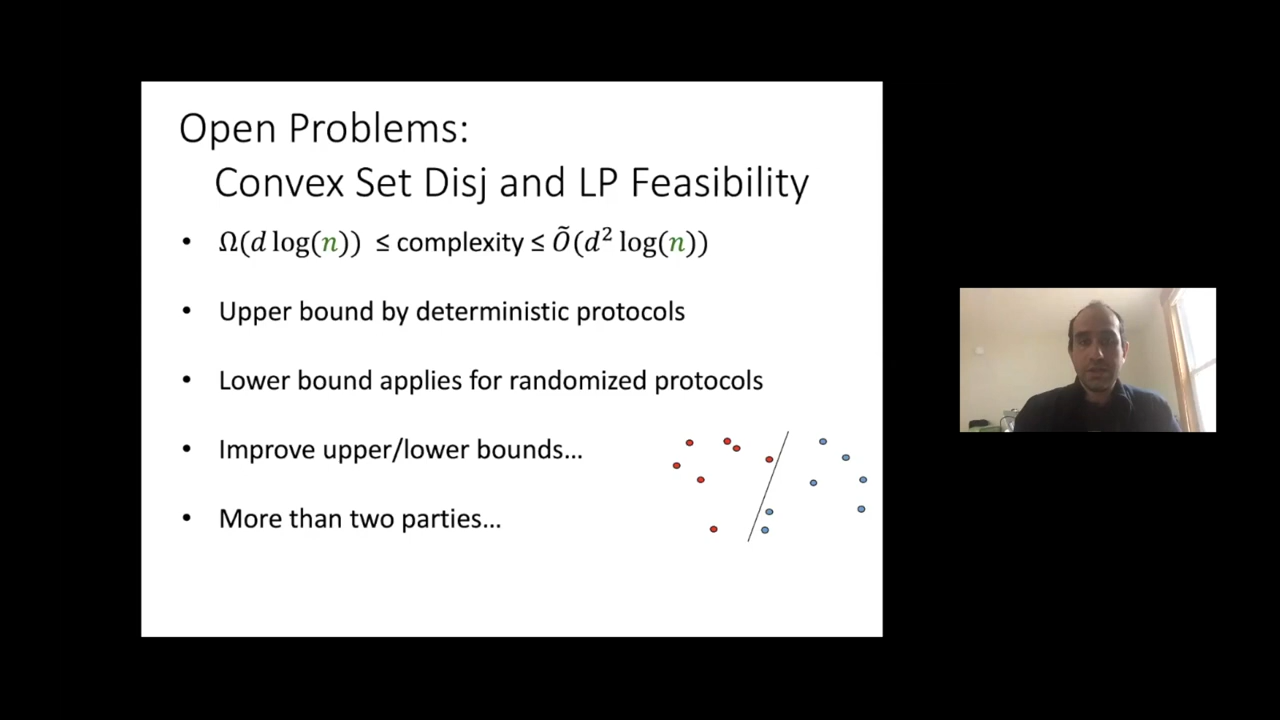 Open Problems:
Convex Set Disj and LP Feasibility
• Ω(d log(n)) ≤ complexity ≤ Õ(d² log(n))
• Upper bound by deterministic protocols
• Lower bound applies for randomized protocols
• Improve upper/lower bounds...
• More than two parties...